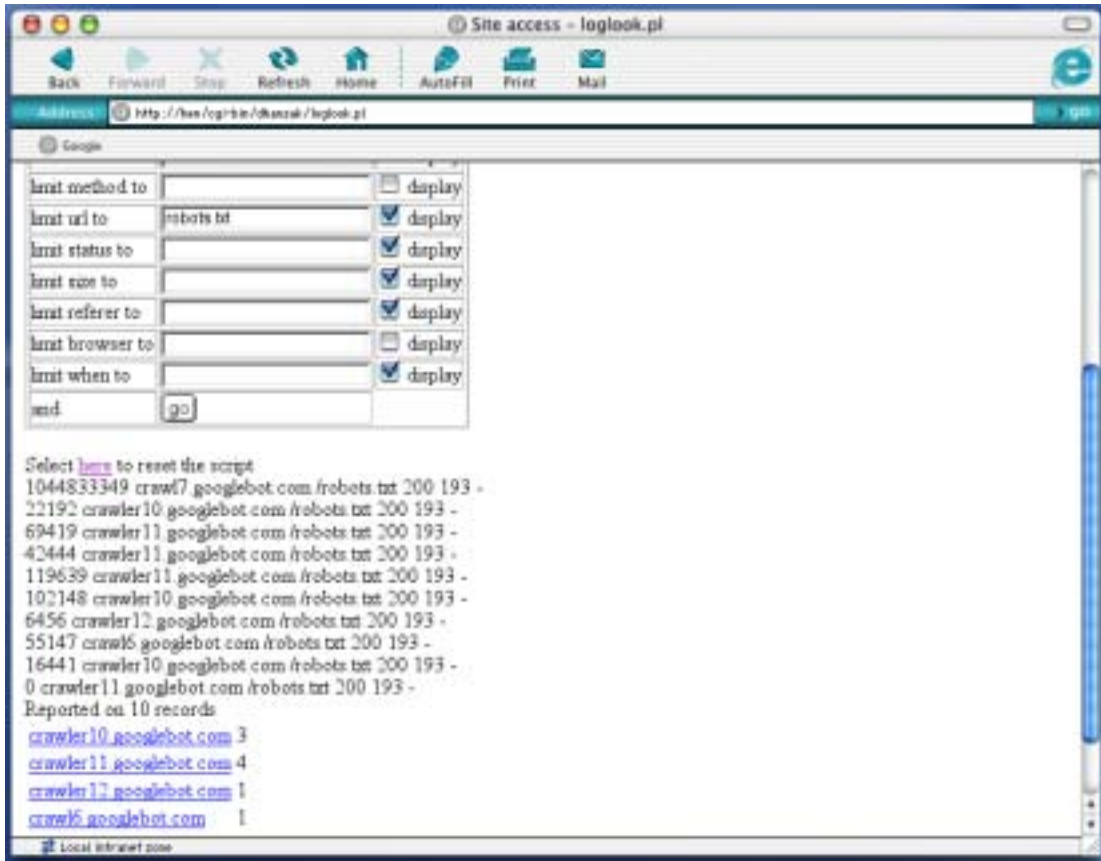 Site access - loglook.pl
Back Forward Stop Refresh Home AutoFill Print Mail
Address http://hen/cgi-bin/dhanzak/loglook.pl go
Google
limit method to display
limit url to robots.txt display
limit status to display
limit size to display
limit referer to display
limit browser to display
limit when to display
and go
Select here to reset the script
1044833349 crawl7.googlebot.com /robots.txt 200 193 -
22192 crawler10.googlebot.com /robots.txt 200 193 -
69419 crawler11.googlebot.com /robots.txt 200 193 -
42444 crawler11.googlebot.com /robots.txt 200 193 -
119639 crawler11.googlebot.com /robots.txt 200 193 -
102148 crawler10.googlebot.com /robots.txt 200 193 -
6456 crawler12.googlebot.com /robots.txt 200 193 -
55147 crawl6.googlebot.com /robots.txt 200 193 -
16441 crawler10.googlebot.com /robots.txt 200 193 -
0 crawler11.googlebot.com /robots.txt 200 193 -
Reported on 10 records
crawler10.googlebot.com 3
crawler11.googlebot.com 4
crawler12.googlebot.com 1
crawl6.googlebot.com 1
Local intranet zone